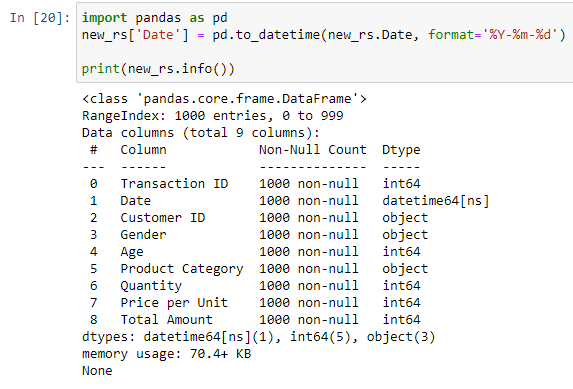 In [20]: import pandas as pd
new_rs['Date'] = pd.to_datetime(new_rs.Date, format='%Y-%m-%d')
print(new_rs.info())
<class 'pandas.core.frame.DataFrame'>
RangeIndex: 1000 entries, 0 to 999
Data columns (total 9 columns):
 #   Column            Non-Null Count  Dtype
---  ------            --------------  -----
 0   Transaction ID    1000 non-null   int64
 1   Date              1000 non-null   datetime64[ns]
 2   Customer ID       1000 non-null   object
 3   Gender            1000 non-null   object
 4   Age               1000 non-null   int64
 5   Product Category  1000 non-null   object
 6   Quantity          1000 non-null   int64
 7   Price per Unit    1000 non-null   int64
 8   Total Amount      1000 non-null   int64
dtypes: datetime64[ns](1), int64(5), object(3)
memory usage: 70.4+ KB
None